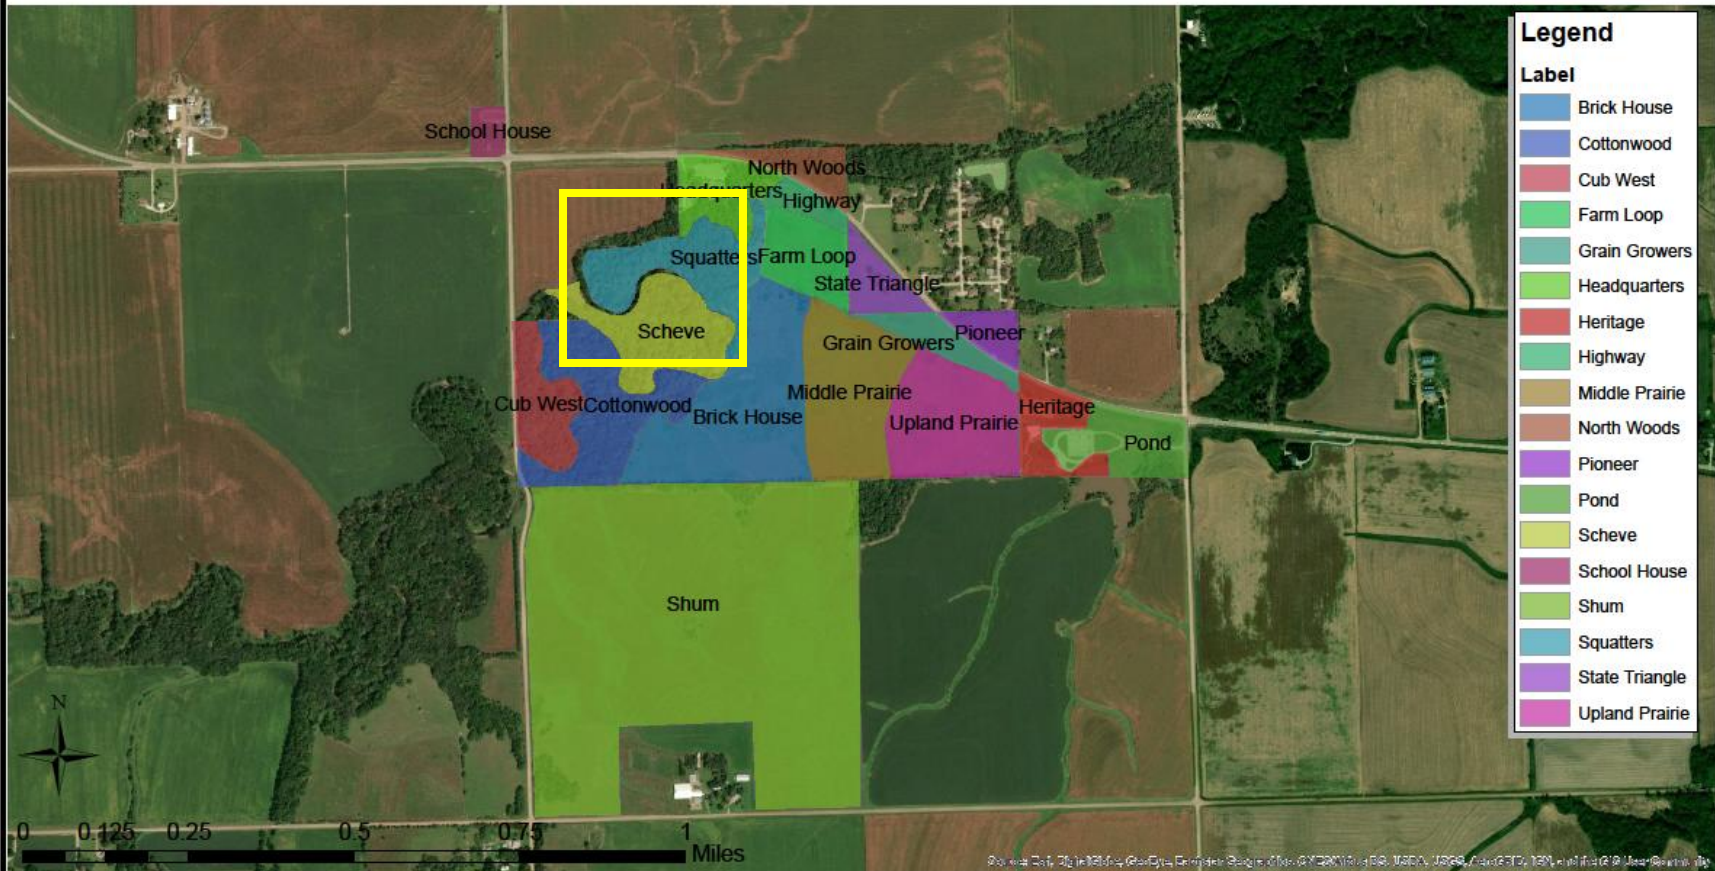 Legend
Label
Brick House
Cottonwood
Cub West
Farm Loop
Grain Growers
Headquarters
Heritage
Highway
Middle Prairie
North Woods
Pioneer
Pond
Scheve
School House
Shum
Squatters
State Triangle
Upland Prairie
School House
North Woods
Headquarters
Highway
Squatters
Farm Loop
State Triangle
Scheve
Grain Growers
Pioneer
Cub West
Cottonwood
Brick House
Middle Prairie
Upland Prairie
Heritage
Pond
Shum
N
0 0.125 0.25 0.5 0.75 1
Miles